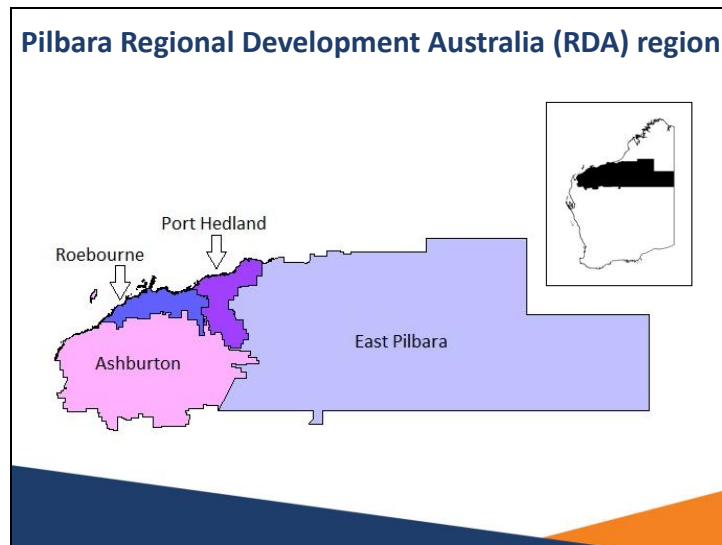 Pilbara Regional Development Australia (RDA) region
Port Hedland
Roebourne
East Pilbara
Ashburton